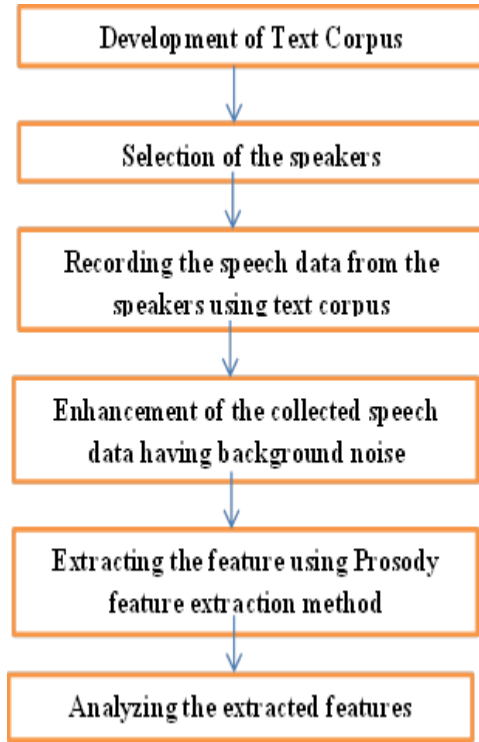 Development of Text Corpus
Selection of the speakers
Recording the speech data from the
speakers using text corpus
Enhancement of the collected speech
data having background noise
Extracting the feature using Prosody
feature extraction method
Analyzing the extracted features